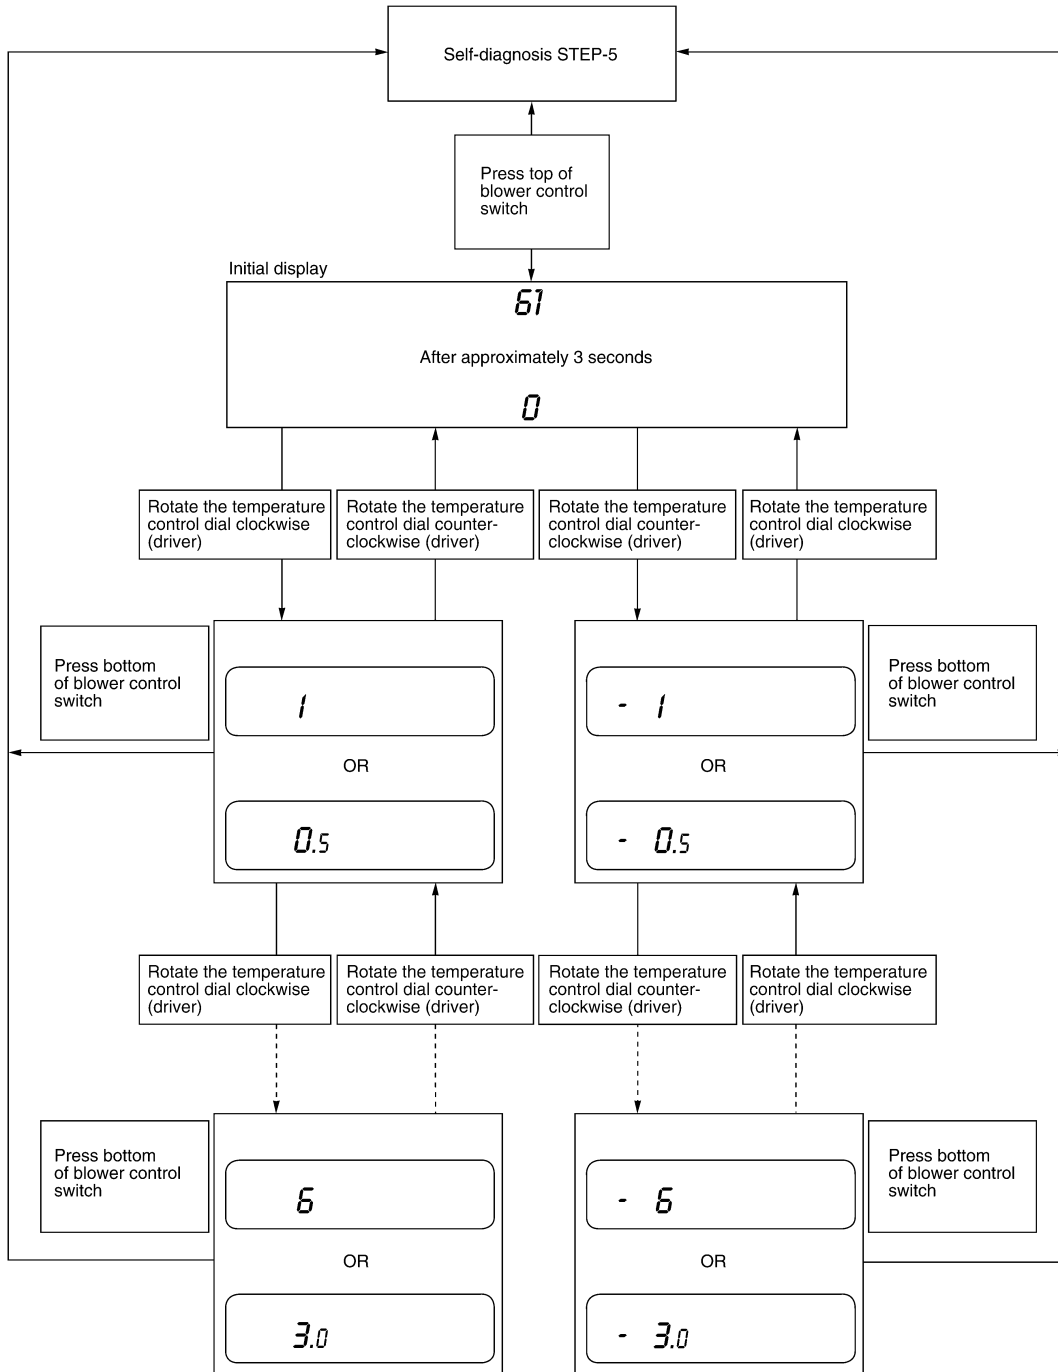 Self-diagnosis STEP-5
Press top of
blower control
switch
Initial display
61
After approximately 3 seconds
0
Rotate the temperature
control dial clockwise
(driver)
Rotate the temperature
control dial counter-
clockwise (driver)
Rotate the temperature
control dial counter-
clockwise (driver)
Rotate the temperature
control dial clockwise
(driver)
Press bottom
of blower control
switch
1
OR
0.5
- 1
OR
- 0.5
Press bottom
of blower control
switch
Rotate the temperature
control dial clockwise
(driver)
Rotate the temperature
control dial counter-
clockwise (driver)
Rotate the temperature
control dial counter-
clockwise (driver)
Rotate the temperature
control dial clockwise
(driver)
Press bottom
of blower control
switch
6
OR
3.0
- 6
OR
- 3.0
Press bottom
of blower control
switch